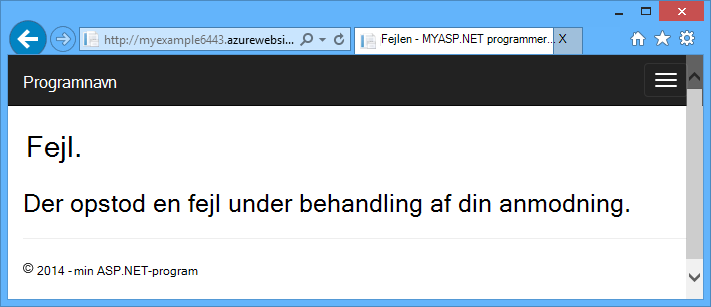 http://myexample6443.azurewebsi...
Fejlen - MYASP.NET programmer... X
Programnavn
Fejl.
Der opstod en fejl under behandling af din anmodning.
© 2014 - min ASP.NET-program